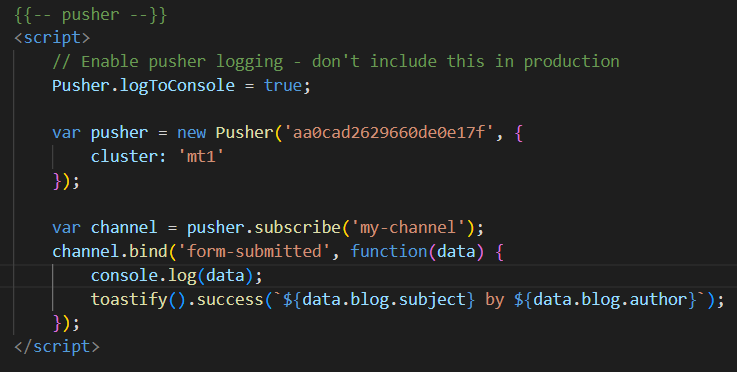 {{-- pusher --}}
<script>
    // Enable pusher logging - don't include this in production
    Pusher.logToConsole = true;

    var pusher = new Pusher('aa0cad2629660de0e17f', {
        cluster: 'mt1'
    });

    var channel = pusher.subscribe('my-channel');
    channel.bind('form-submitted', function(data) {
        console.log(data);
        toastify().success(`${data.blog.subject} by ${data.blog.author}`);
    });
</script>